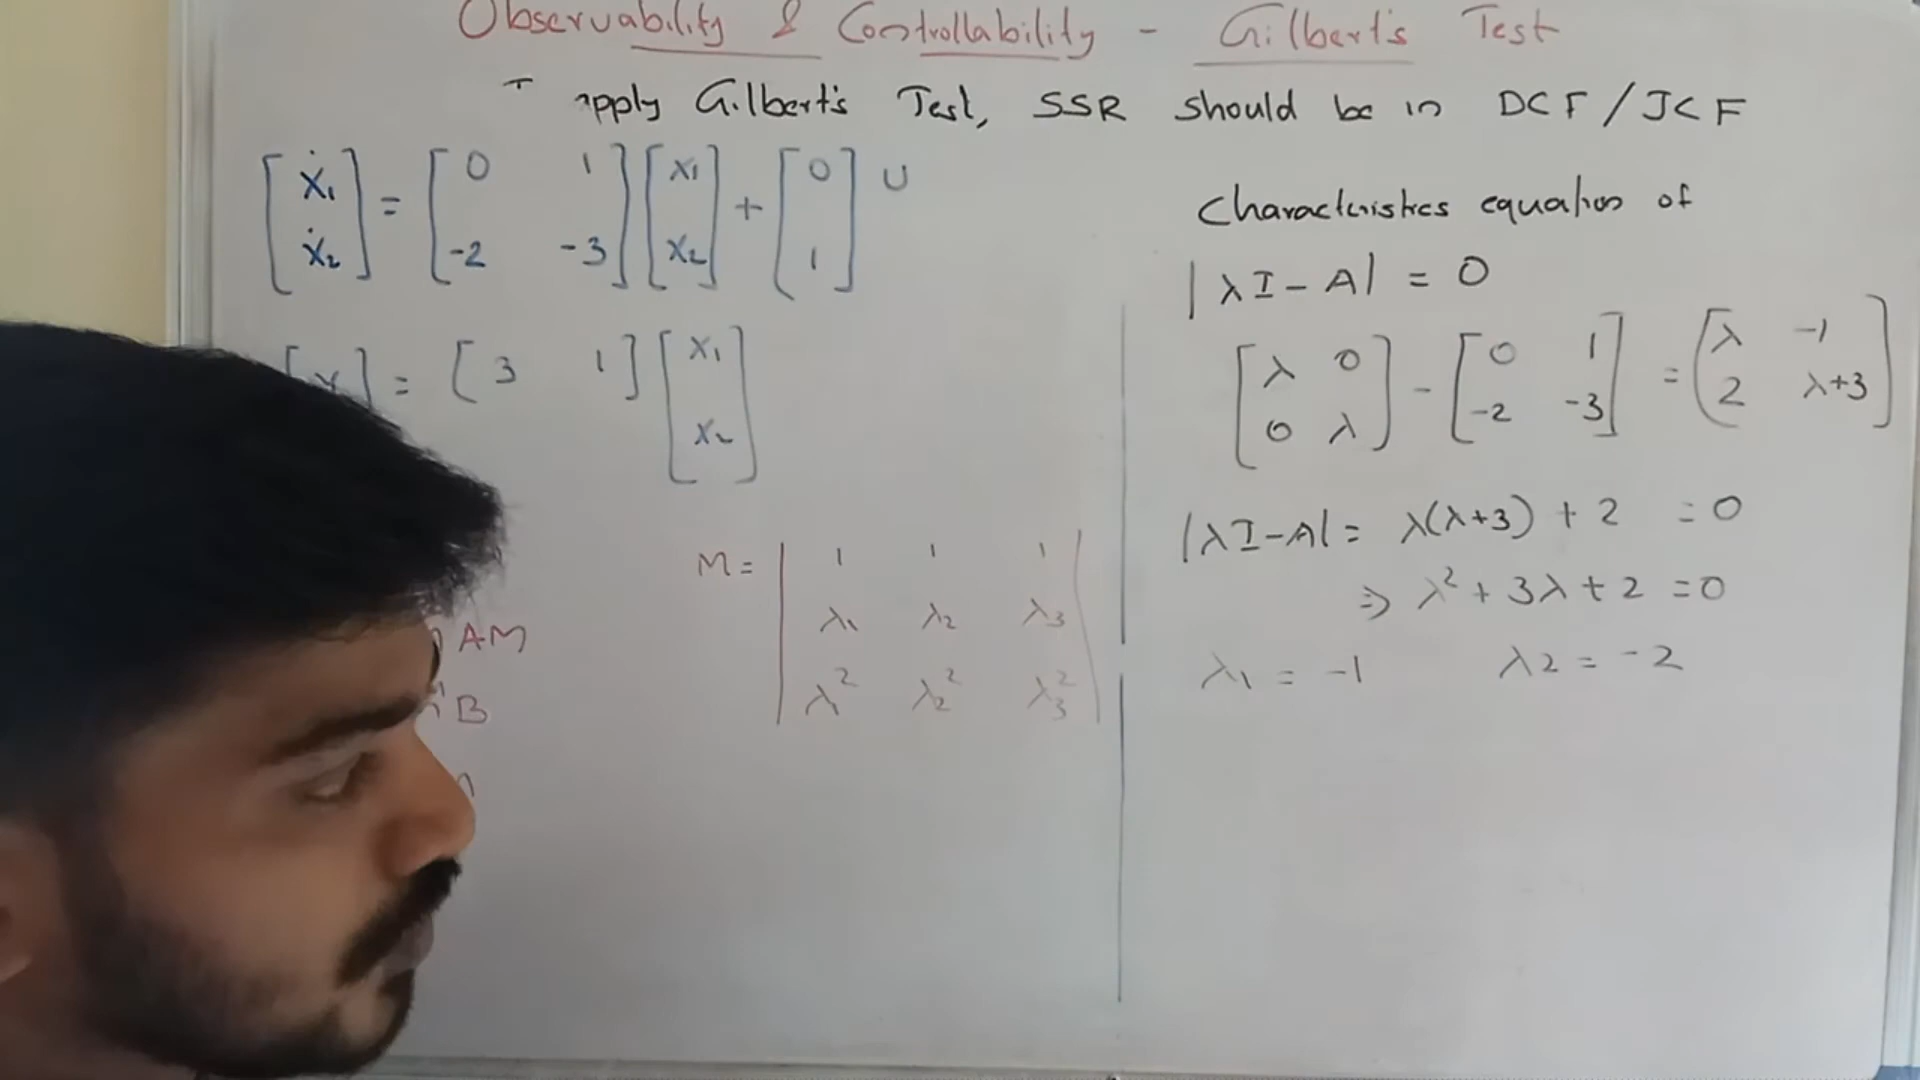 Observability & Controllability - Gilbert's Test
apply Gilbert's Test, SSR should be in DCF/JCF
[ẋ₁ ẋ₂] = [0 1 -2 -3] [x₁ x₂] + [0 1] U
[Y] = [3 1] [x₁ x₂]
AM
B
M = | 1 1 1
λ₁ λ₂ λ₃
λ² λ₂² λ₃² |
Characteristics equation of
|λI - A| = 0
[λ 0 0 λ] - [0 1 -2 -3] = [λ -1 2 λ+3]
|λI-A| = λ(λ+3) + 2 = 0
⇒ λ² + 3λ + 2 = 0
λ₁ = -1 λ2 = -2